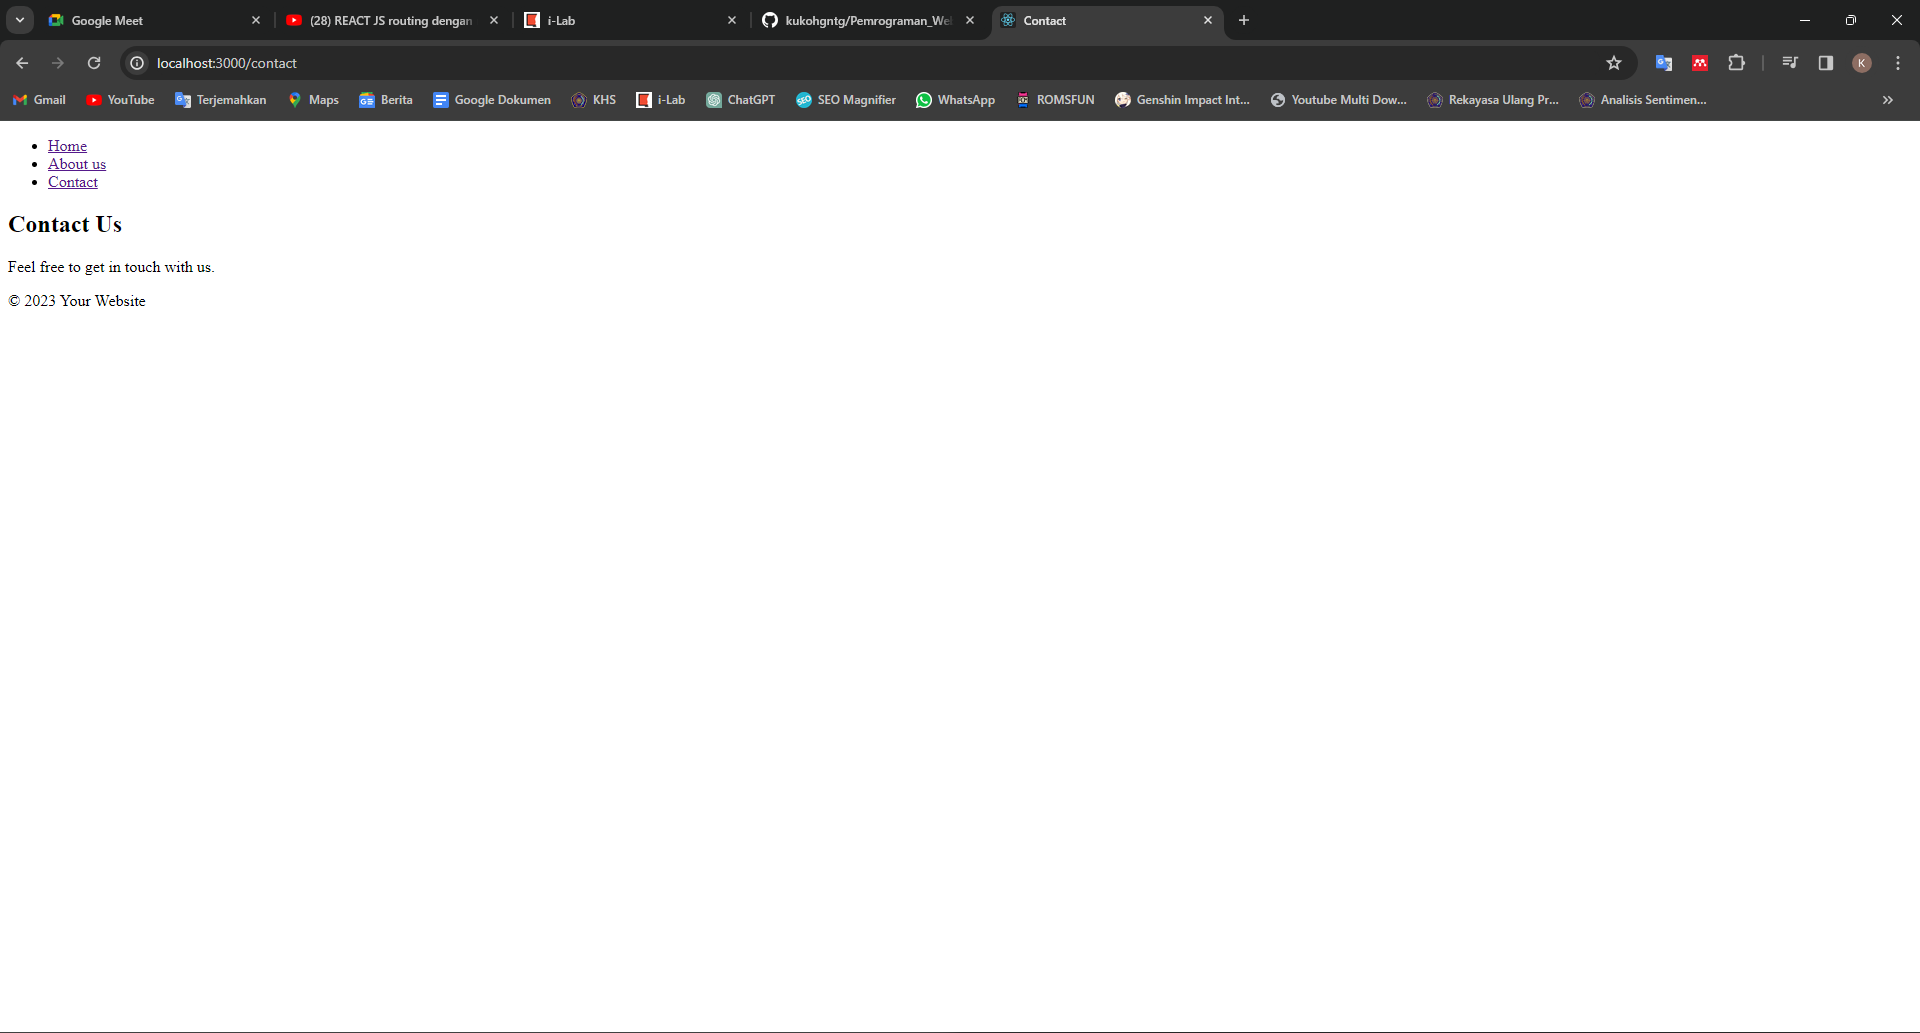 Google Meet
(28) REACT JS routing dengan
i-Lab
kukohgntg/Pemrograman_We
Contact
localhost:3000/contact
K
Gmail
YouTube
Terjemahkan
Maps
Berita
Google Dokumen
KHS
i-Lab
ChatGPT
SEO Magnifier
WhatsApp
ROMSFUN
Genshin Impact Int...
Youtube Multi Dow...
Rekayasa Ulang Pr...
Analisis Sentimen...
Home
About us
Contact
Contact Us
Feel free to get in touch with us.
© 2023 Your Website